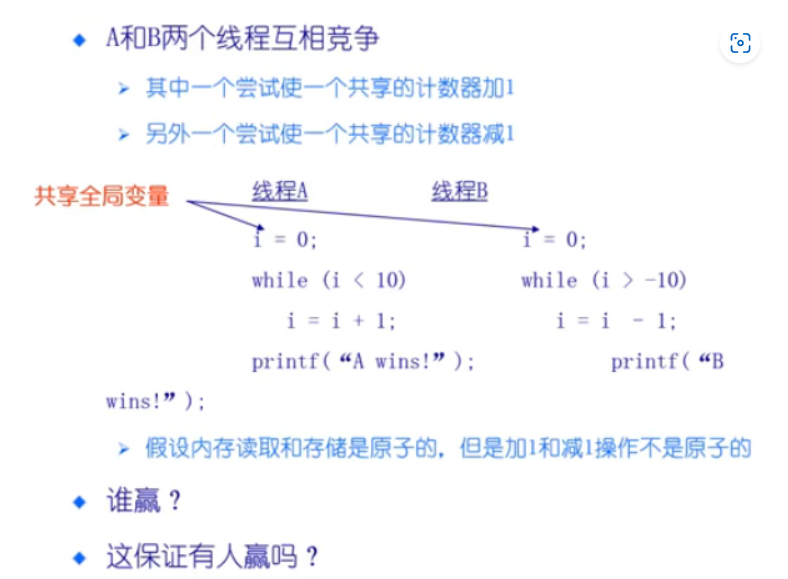 A和B两个线程互相竞争
其中一个尝试使一个共享的计数器加1
另外一个尝试使一个共享的计数器减1
共享全局变量 线程A 线程B
i = 0; i = 0;
while (i < 10) while (i > -10)
i = i + 1; i = i - 1;
printf(“A wins!”); printf(“B
wins!”);
假设内存读取和存储是原子的，但是加1和减1操作不是原子的
谁赢？
这保证有人赢吗？